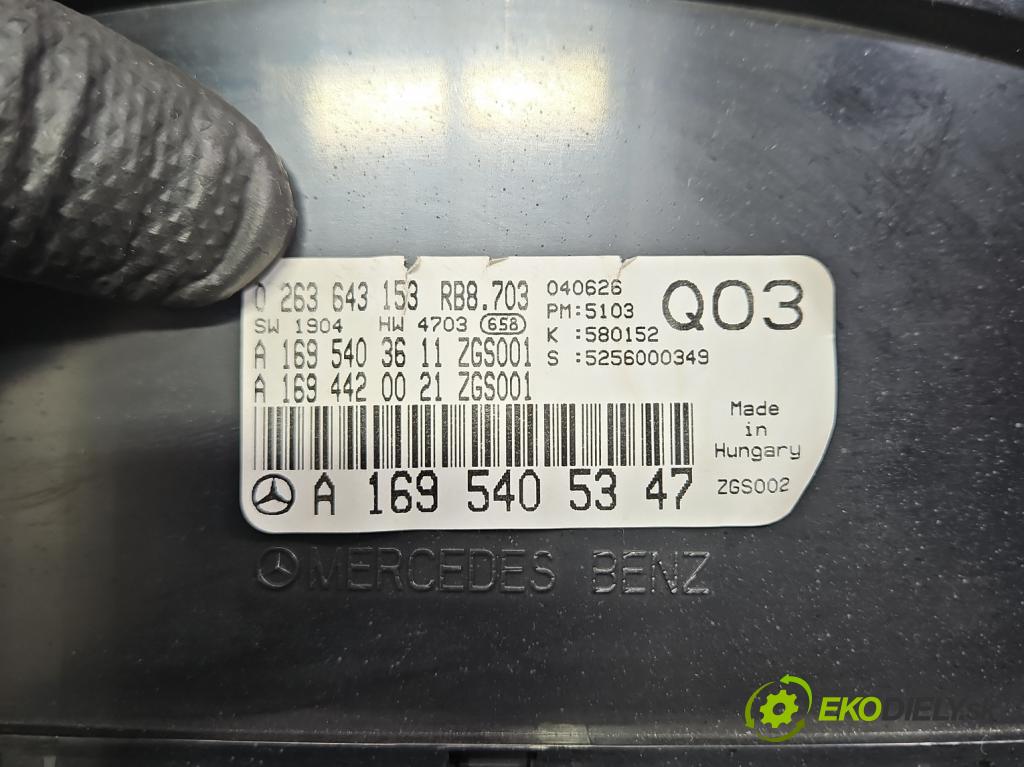 0 263 643 153 RB8.703
SW 1904 HW 4703 658
A 169 540 36 11 ZGS001
A 169 442 00 21 ZGS001
040626
PM:5103
K :580152
S :5256000349
Q03
Made
in
Hungary
A 169 540 53 47
ZGS002
MERCEDES BENZ
EKODIELY.SK